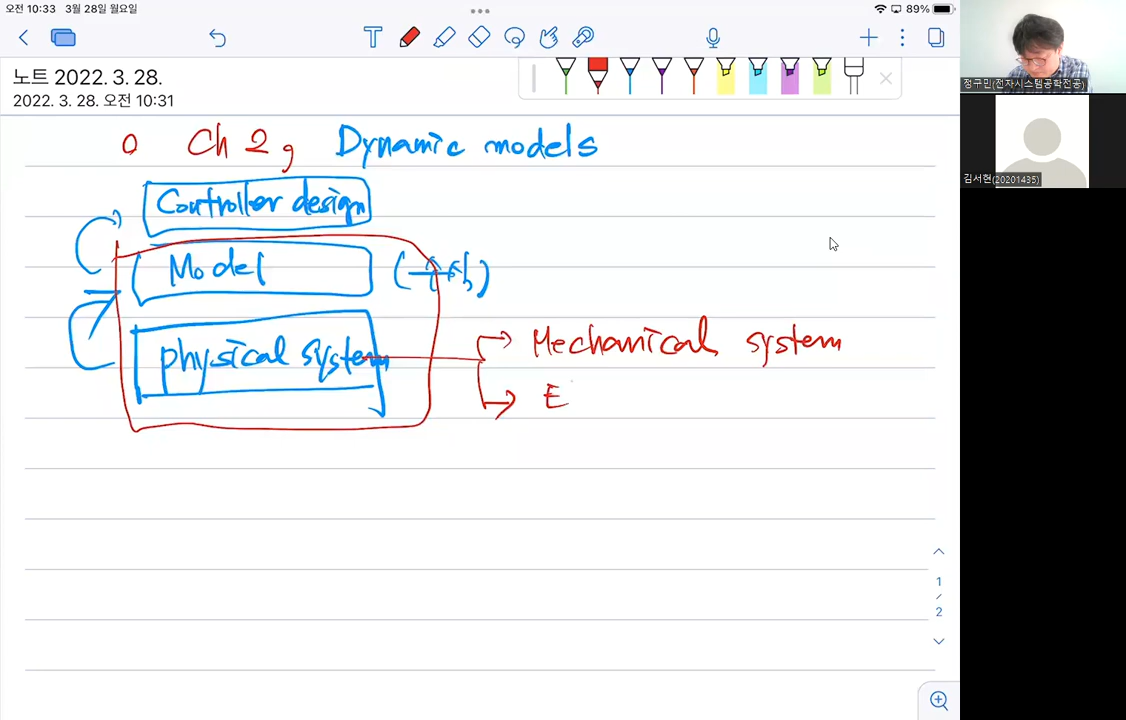 오전 10:33 3월 28일 월요일
89%
노트 2022. 3. 28.
2022. 3. 28. 오전 10:31
O Ch 2, Dynamic models
Controller design
Model
physical system
Mechanical system
E
T
1
/
2
정구민(전자시스템공학전공)
김서현(20201435)